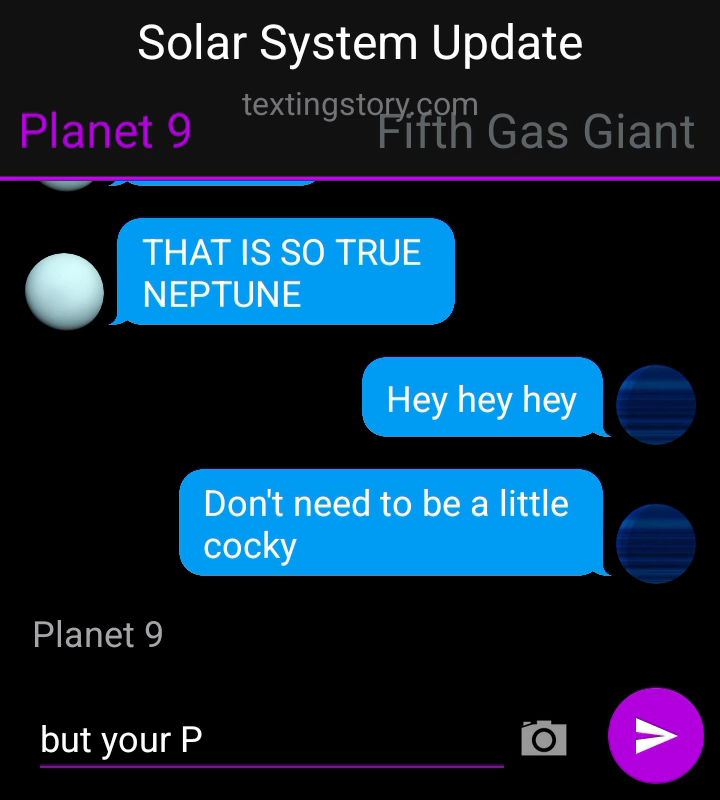 Solar System Update
textingstory.com
Planet 9
Fifth Gas Giant
THAT IS SO TRUE
NEPTUNE
Hey hey hey
Don't need to be a little
cocky
Planet 9
but your P